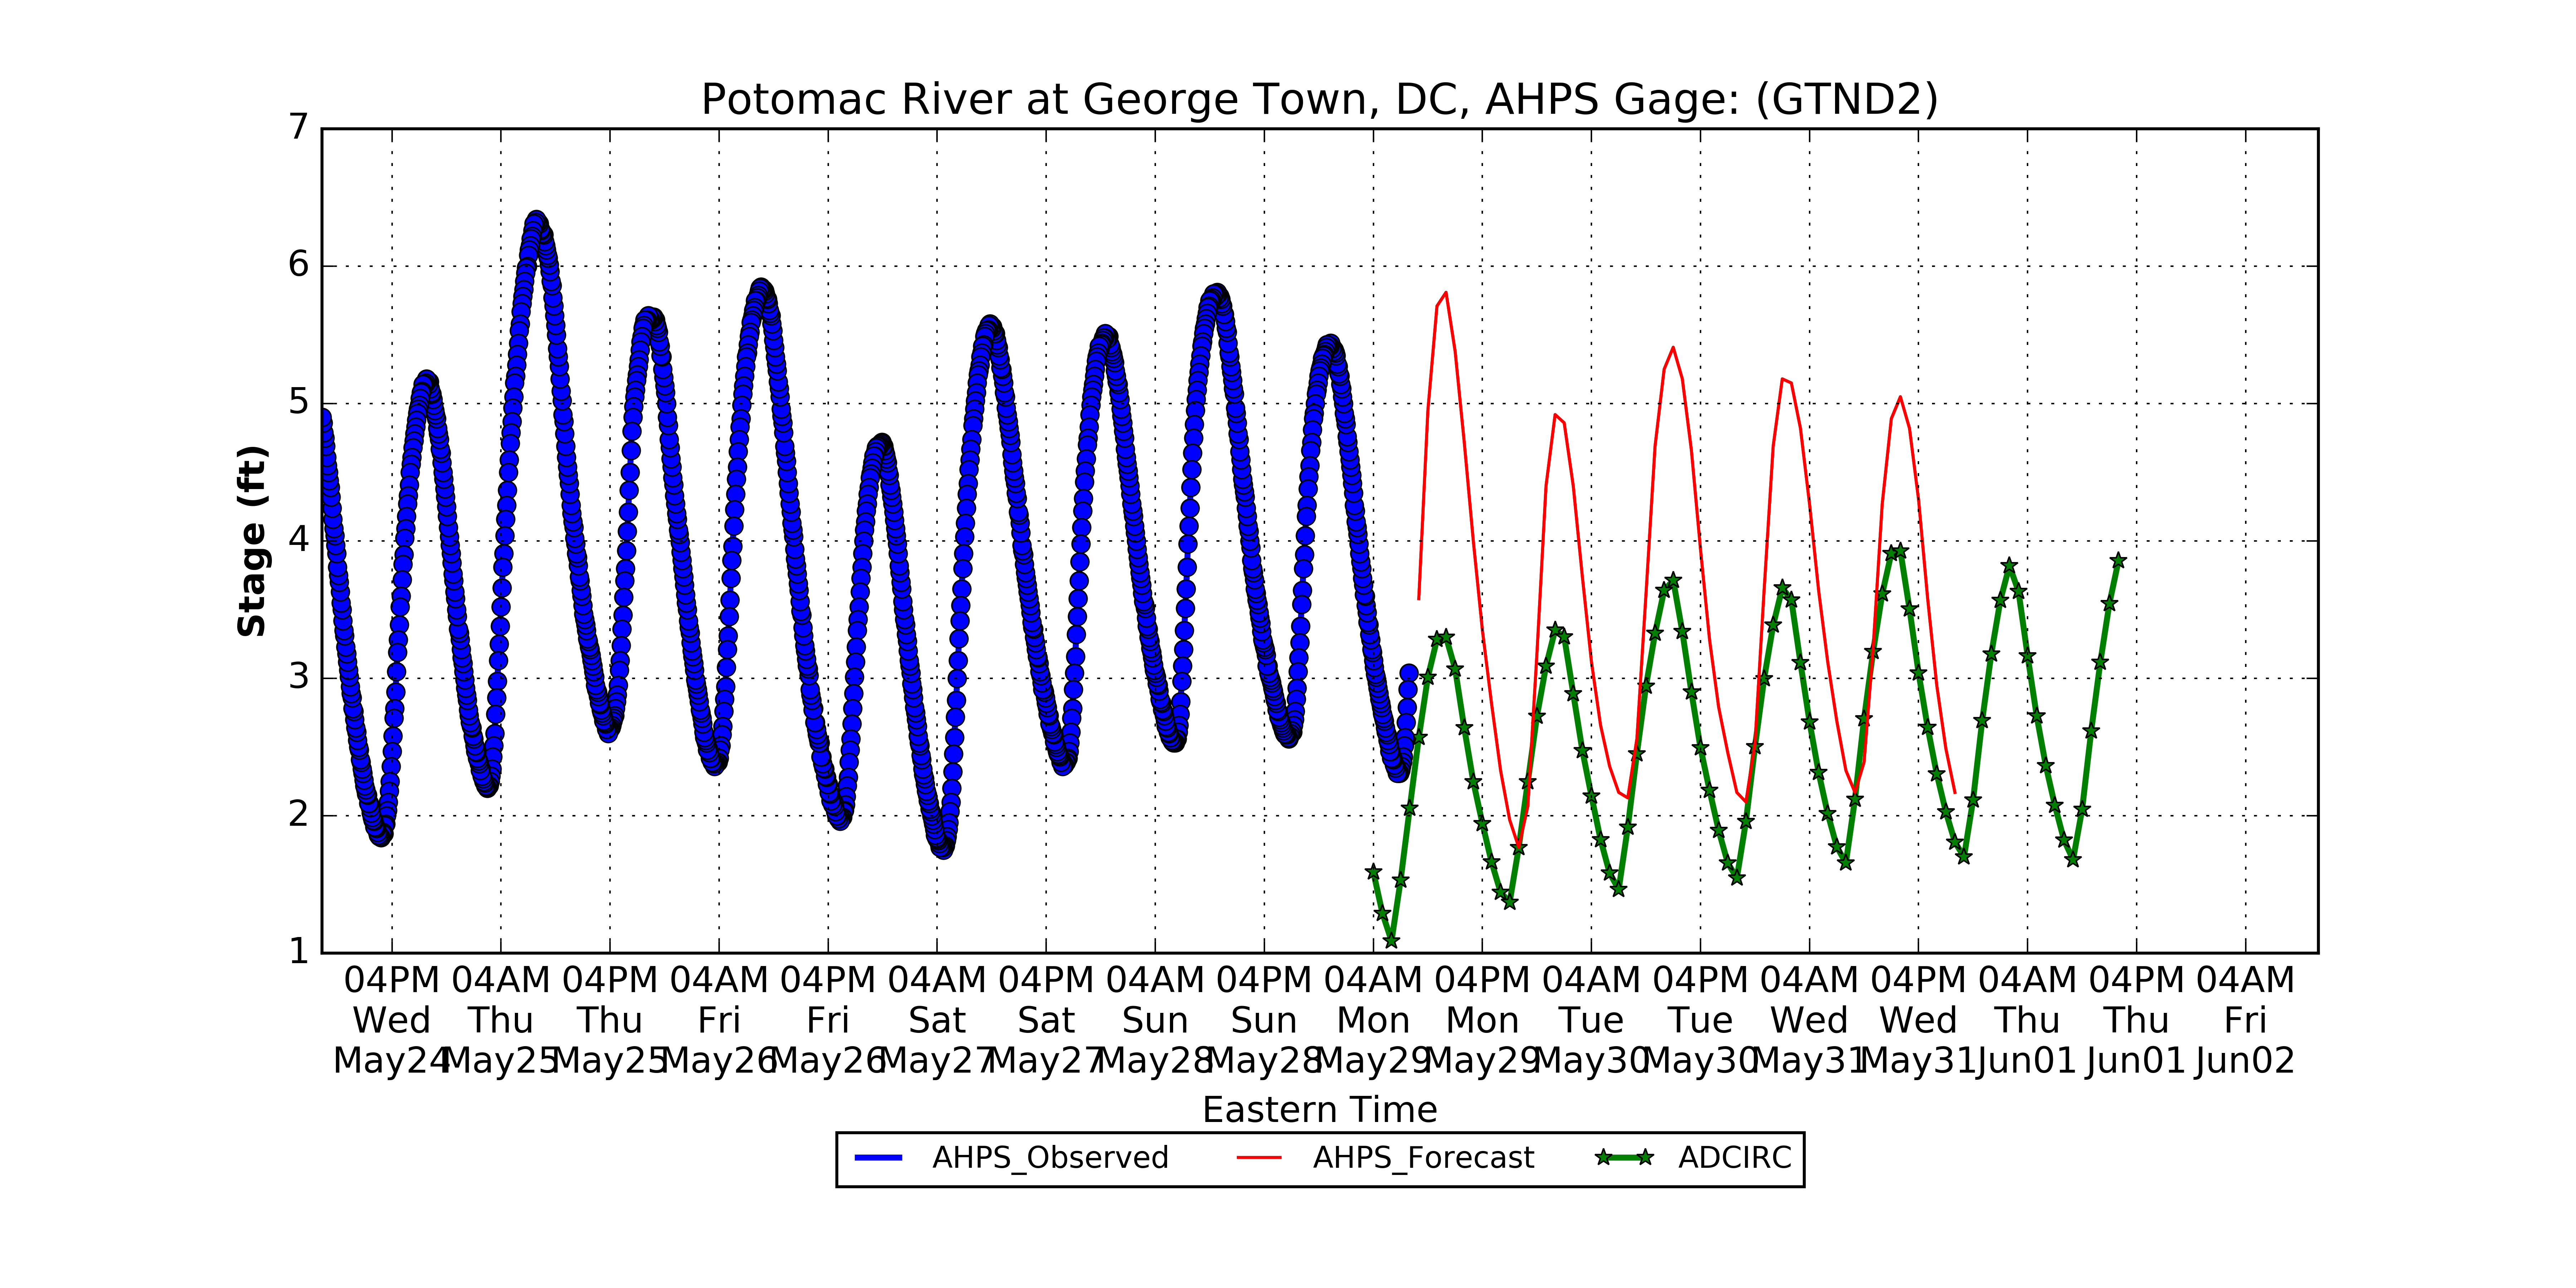 Potomac River at George Town, DC, AHPS Gage: (GTND2)
7
6
5
4
3
2
1
Stage (ft)
04PM 04AM 04PM 04AM 04PM 04AM 04PM 04AM 04PM 04AM 04PM 04AM 04PM 04AM 04PM 04AM 04PM 04AM
Wed Thu Thu Fri Fri Sat Sat Sun Sun Mon Mon Tue Tue Wed Wed Thu Thu Fri
May24 May25 May25 May26 May26 May27 May27 May28 May28 May29 May29 May30 May30 May31 May31 Jun01 Jun01 Jun02
Eastern Time
AHPS_Observed AHPS_Forecast ADCIRC